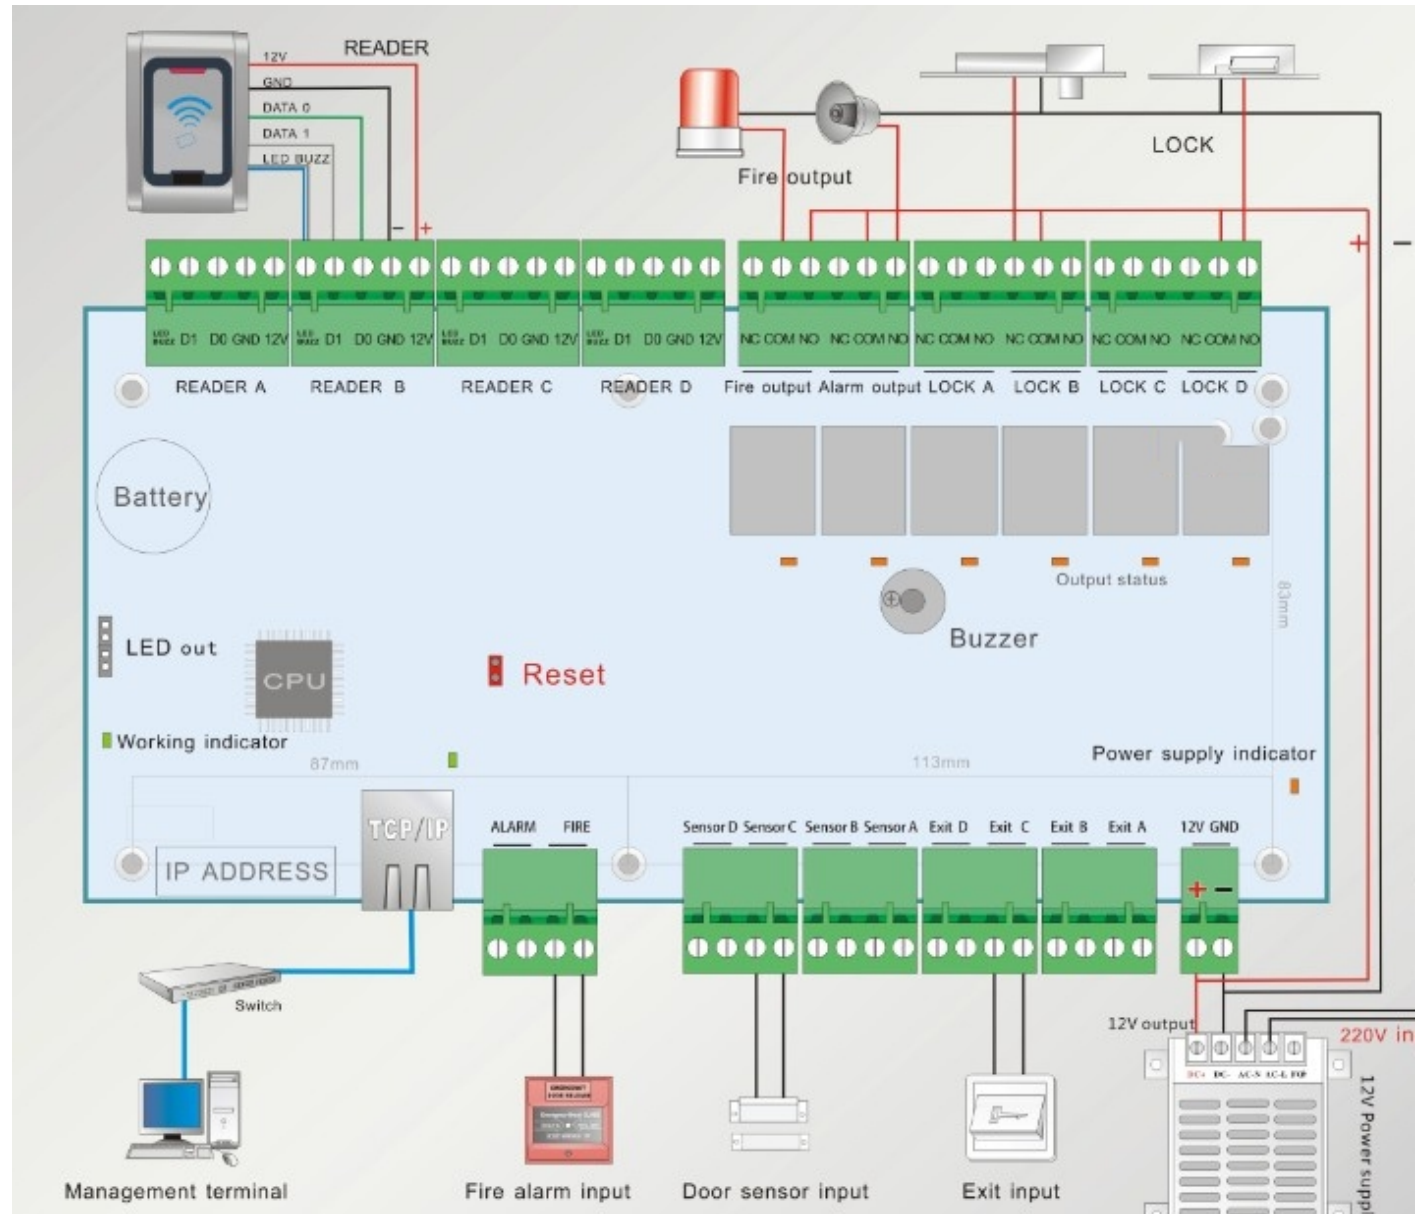 READER
12V
GND
DATA 0
DATA 1
LED BUZZ
Fire output
LOCK
− +
+ −
LED BUZZ D1 D0 GND 12V LED BUZZ D1 D0 GND 12V LED BUZZ D1 D0 GND 12V LED BUZZ D1 D0 GND 12V NC COM NO NC COM NO NC COM NO NC COM NO NC COM NO NC COM NO
READER A READER B READER C READER D Fire output Alarm output LOCK A LOCK B LOCK C LOCK D
Battery
Output status
83mm
Buzzer
LED out
CPU
Reset
Working indicator
87mm
113mm
Power supply indicator
TCP/IP
ALARM FIRE
Sensor D Sensor C Sensor B Sensor A Exit D Exit C Exit B Exit A 12V GND
IP ADDRESS
+ −
Switch
12V output
220V in
DC+ DC- AC-N AC-L
12V Power suppl
Management terminal
Fire alarm input
Door sensor input
Exit input